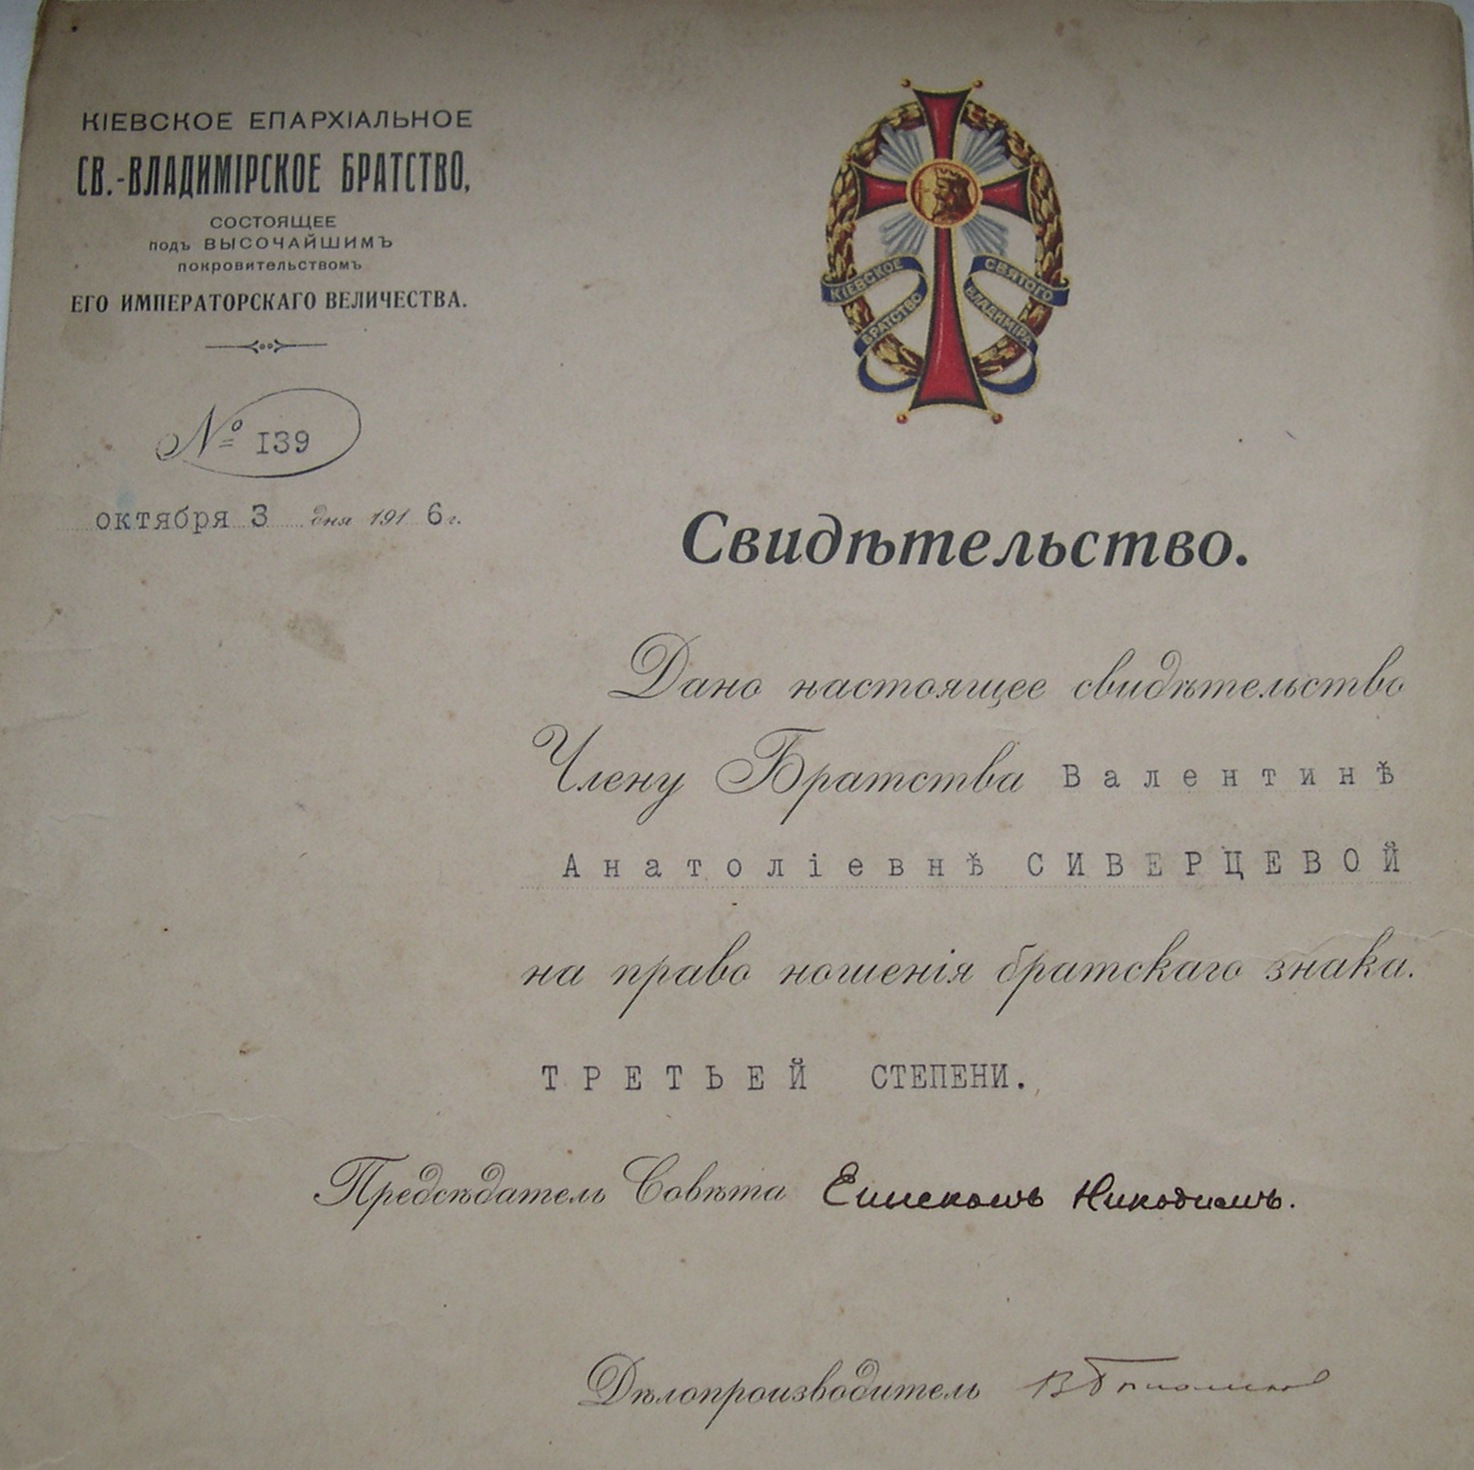 КІЕВСКОЕ ЕПАРХІАЛЬНОЕ
СВ.-ВЛАДИМІРСКОЕ БРАТСТВО,
СОСТОЯЩЕЕ
подъ ВЫСОЧАЙШИМЪ
покровительствомъ
ЕГО ИМПЕРАТОРСКАГО ВЕЛИЧЕСТВА.
№ 139
октября 3 дня 1916 г.
КІЕВСКОЕ
БРАТСТВО
СВЯТОГО
ВЛАДИМІРА
Свидѣтельство.
Дано настоящее свидѣтельство
Члену Братства Валентинѣ
Анатоліевнѣ СИВЕРЦЕВОЙ
на право ношенія братскаго знака.
ТРЕТЬЕЙ СТЕПЕНИ.
Предсѣдатель Совѣта Епископъ Никодимъ.
Дѣлопроизводитель